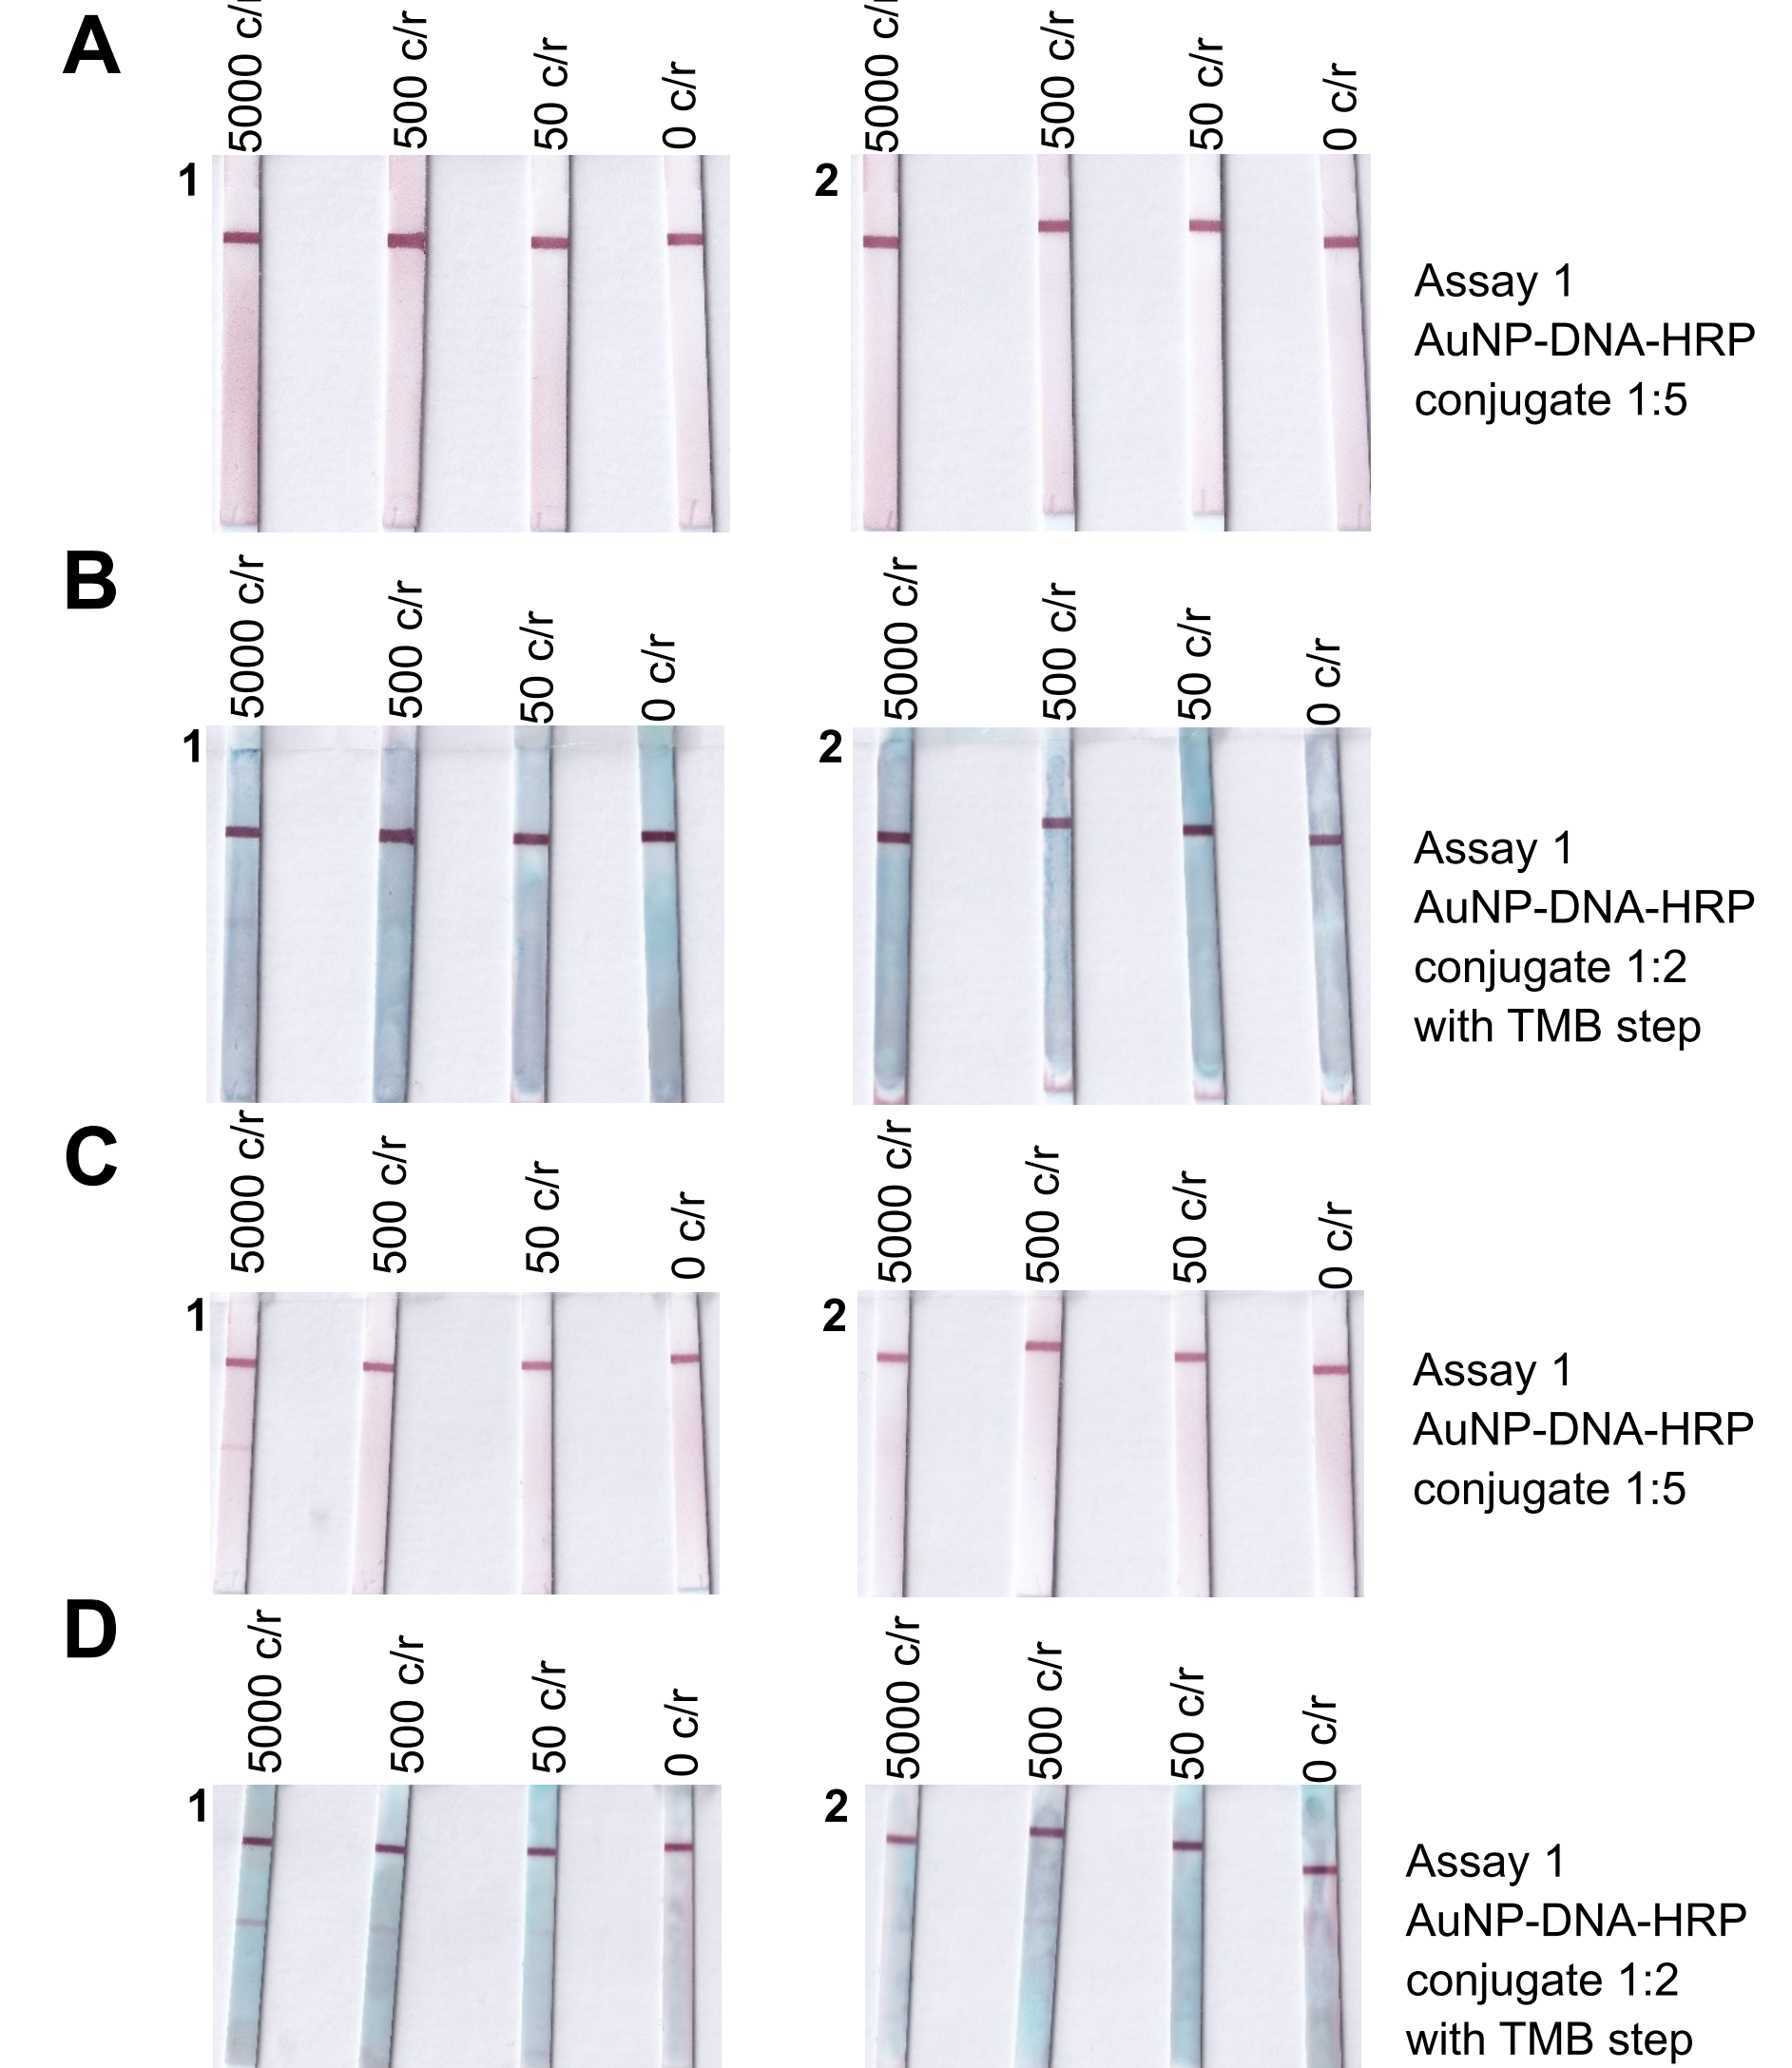 A
5000 c/r
500 c/r
50 c/r
0 c/r
5000 c/r
500 c/r
50 c/r
0 c/r
1
2
Assay 1
AuNP-DNA-HRP
conjugate 1:5
B
5000 c/r
500 c/r
50 c/r
0 c/r
5000 c/r
500 c/r
50 c/r
0 c/r
1
2
Assay 1
AuNP-DNA-HRP
conjugate 1:2
with TMB step
C
5000 c/r
500 c/r
50 c/r
0 c/r
5000 c/r
500 c/r
50 c/r
0 c/r
1
2
Assay 1
AuNP-DNA-HRP
conjugate 1:5
D
5000 c/r
500 c/r
50 c/r
0 c/r
5000 c/r
500 c/r
50 c/r
0 c/r
1
2
Assay 1
AuNP-DNA-HRP
conjugate 1:2
with TMB step